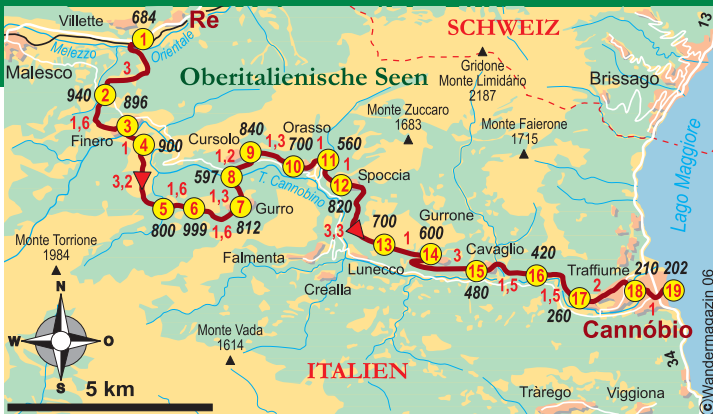 Villette
684
Re
SCHWEIZ
13
Melezzo
Orientale
1
3
Malesco
Oberitalienische Seen
Gridone
Monte Limidário
2187
Brissago
940
2
896
Monte Zuccaro
1683
Monte Faierone
1715
1,6
3
Finero
1
4
900
Cursolo
840
Orasso
1,3
700
1
560
1,2
9
10
11
1
Spoccia
3,2
597
8
T. Cannobino
12
820
Lago Maggiore
1,6
1,3
5
6
7
Gurro
800
999
1,6
812
700
Gurrone
600
3,3
13
1
14
Monte Torrione
1984
Falmenta
Lunecco
3
Cavaglio
420
Traffiume
210
202
15
16
2
18
19
Crealla
480
1,5
1,5
17
1
260
Cannóbio
N
W
O
S
Monte Vada
1614
ITALIEN
34
5 km
Tràrego
Viggiona
©Wandermagazin 06